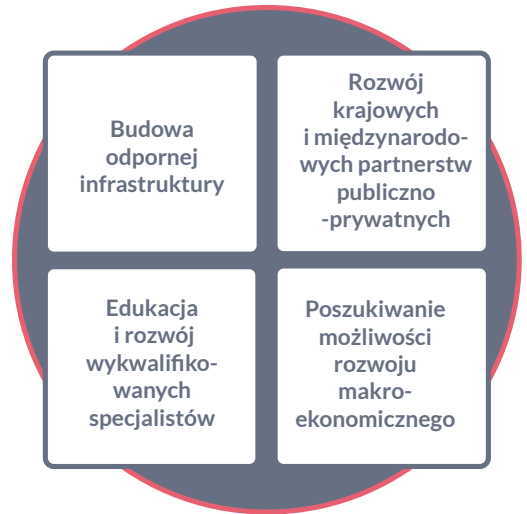 Budowa
odpornej
infrastruktury
Rozwój
krajowych
i międzynarodo-
wych partnerstw
publiczno
-prywatnych
Edukacja
i rozwój
wykwalifiko-
wanych
specjalistów
Poszukiwanie
możliwości
rozwoju
makro-
ekonomicznego